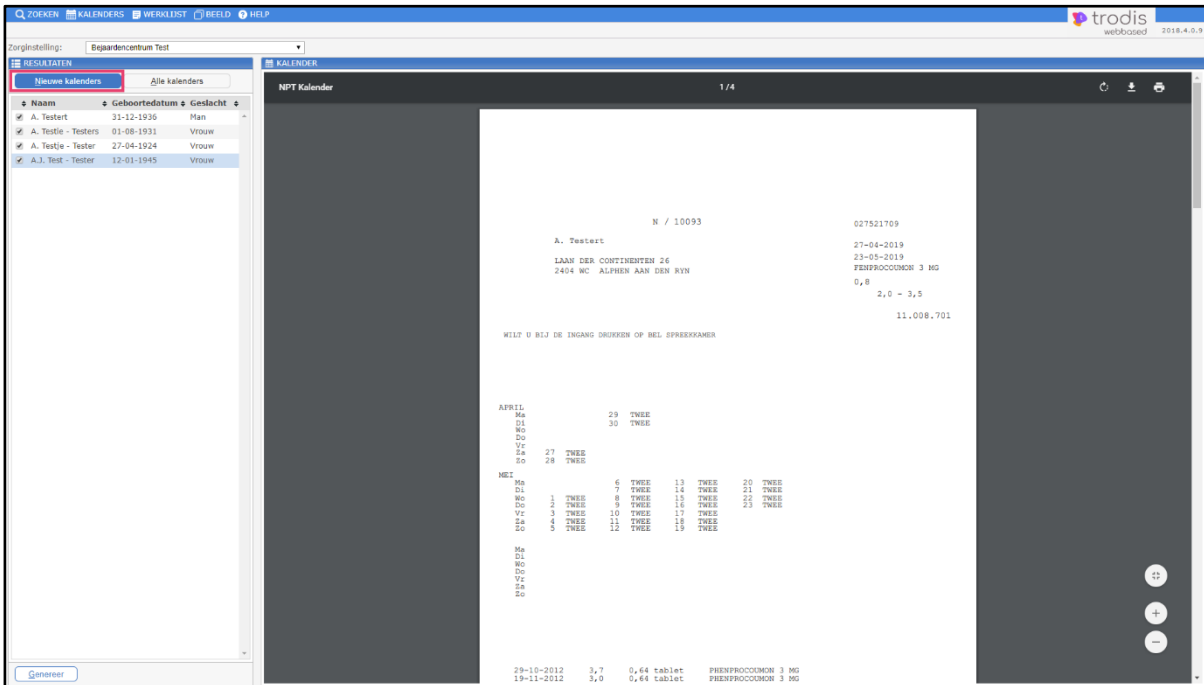 ZOEKEN KALENDERS WERKLIJST BEELD HELP
trodis
webbased 2018.4.0.9
Zorginstelling: Bejaardencentrum Test
RESULTATEN
Nieuwe kalenders Alle kalenders
Naam Geboortedatum Geslacht
A. Testert 31-12-1936 Man
A. Testie - Testers 01-08-1931 Vrouw
A. Testje - Tester 27-04-1924 Vrouw
A.J. Test - Tester 12-01-1945 Vrouw
Genereer
KALENDER
NPT Kalender 1/4
N / 10093 027521709
A. Testert 27-04-2019
LAAN DER CONTINENTEN 26 23-05-2019
2404 WC ALPHEN AAN DEN RYN FENPROCOUMON 3 MG
0,8
2,0 - 3,5
11.008.701
WILT U BIJ DE INGANG DRUKKEN OP BEL SPREEKKAMER
APRIL
Ma 29 TWEE
Di 30 TWEE
Wo
Do
Vr
Za 27 TWEE
Zo 28 TWEE
MEI
Ma 6 TWEE 13 TWEE 20 TWEE
Di 7 TWEE 14 TWEE 21 TWEE
Wo 1 TWEE 8 TWEE 15 TWEE 22 TWEE
Do 2 TWEE 9 TWEE 16 TWEE 23 TWEE
Vr 3 TWEE 10 TWEE 17 TWEE
Za 4 TWEE 11 TWEE 18 TWEE
Zo 5 TWEE 12 TWEE 19 TWEE
Ma
Di
Wo
Do
Vr
Za
Zo
29-10-2012 3,7 0,64 tablet PHENPROCOUMON 3 MG
19-11-2012 3,0 0,64 tablet PHENPROCOUMON 3 MG